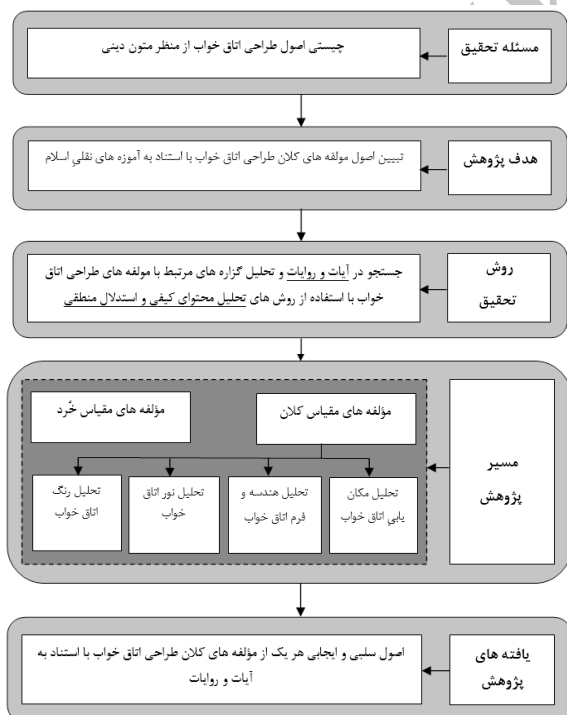 مسئله تحقیق
چیستی اصول طراحی اتاق خواب از منظر متون دینی
هدف پژوهش
تبیین اصول مولفه های کلان طراحی اتاق خواب با استناد به آموزه های نقلیِ اسلام
روش
تحقیق
جستجو در آیات و روایات و تحلیل گزاره های مرتبط با مولفه های طراحی اتاق
خواب با استفاده از روش های تحلیل محتوای کیفی و استدلال منطقی
مسیر
پژوهش
مؤلفه های مقیاس کلان
مؤلفه های مقیاس خُرد
تحلیل مکان
یابی اتاق خواب
تحلیل هندسه و
فرم اتاق خواب
تحلیل نور اتاق
خواب
تحلیل رنگ
اتاق خواب
یافته های
پژوهش
اصول سلبی و ایجابی هر یک از مؤلفه های کلان طراحی اتاق خواب با استناد به
آیات و روایات